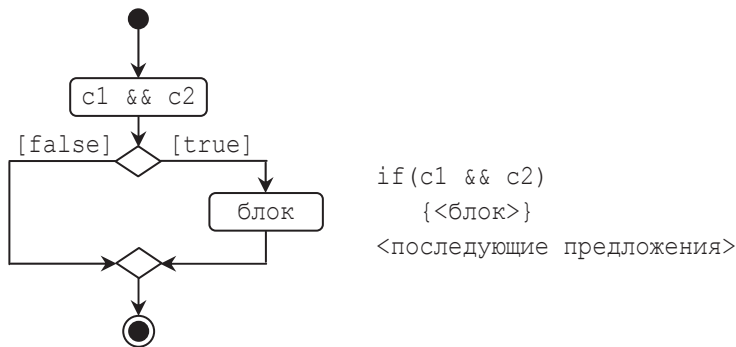 c1 && c2
[false]
[true]
блок
if(c1 && c2)
{<блок>}
<последующие предложения>